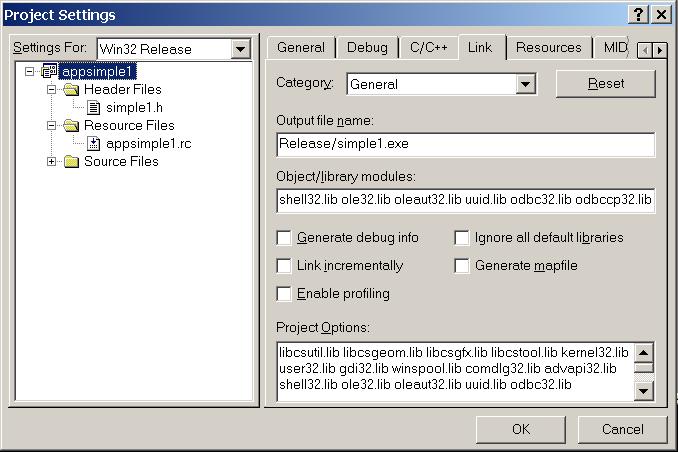 Project Settings
Settings For: Win32 Release
appsimple1
Header Files
simple1.h
Resource Files
appsimple1.rc
Source Files
General Debug C/C++ Link Resources MID
Category: General Reset
Output file name:
Release/simple1.exe
Object/library modules:
shell32.lib ole32.lib oleaut32.lib uuid.lib odbc32.lib odbccp32.lib
Generate debug info Ignore all default libraries
Link incrementally Generate mapfile
Enable profiling
Project Options:
libcsutil.lib libcsgeom.lib libcsgfx.lib libcstool.lib kernel32.lib
user32.lib gdi32.lib winspool.lib comdlg32.lib advapi32.lib
shell32.lib ole32.lib oleaut32.lib uuid.lib odbc32.lib
OK Cancel